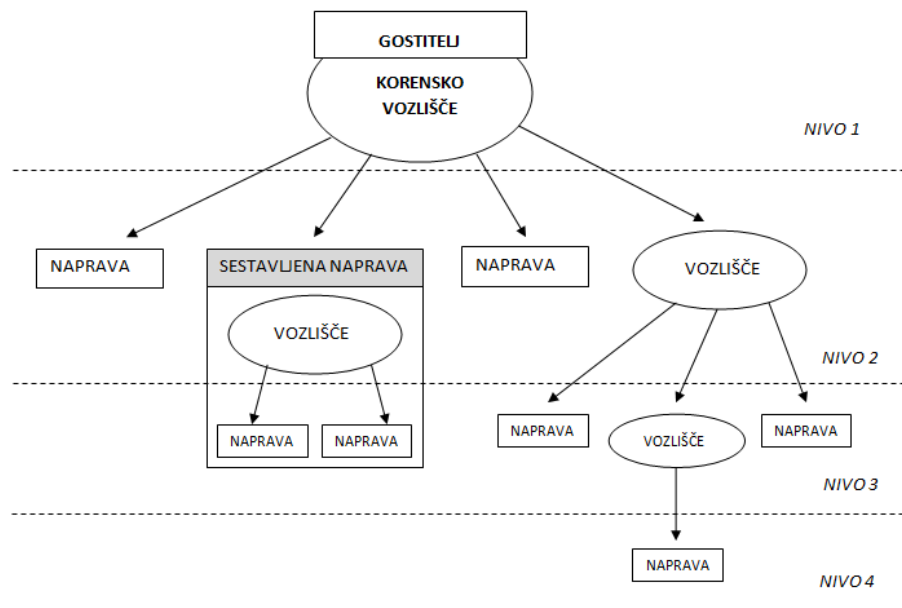 GOSTITELJ
KORENSKO
VOZLIŠČE
NIVO 1
NAPRAVA
SESTAVLJENA NAPRAVA
NAPRAVA
VOZLIŠČE
VOZLIŠČE
NIVO 2
NAPRAVA
NAPRAVA
NAPRAVA
VOZLIŠČE
NAPRAVA
NIVO 3
NAPRAVA
NIVO 4